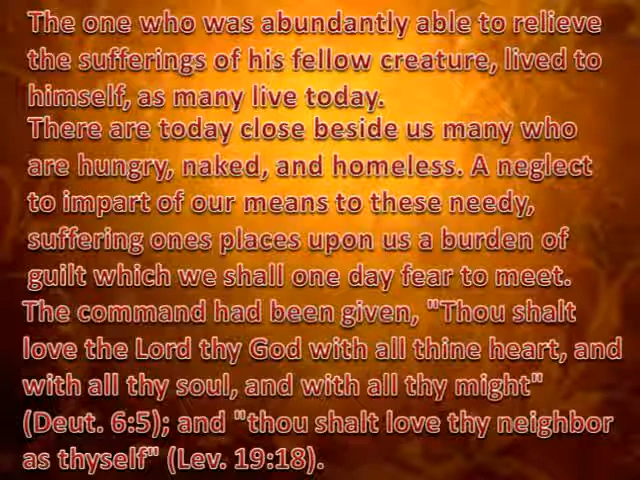 The one who was abundantly able to relieve
the sufferings of his fellow creature, lived to
himself, as many live today.
There are today close beside us many who
are hungry, naked, and homeless. A neglect
to impart of our means to these needy,
suffering ones places upon us a burden of
guilt which we shall one day fear to meet.
The command had been given, "Thou shalt
love the Lord thy God with all thine heart, and
with all thy soul, and with all thy might"
(Deut. 6:5); and "thou shalt love thy neighbor
as thyself" (Lev. 19:18).